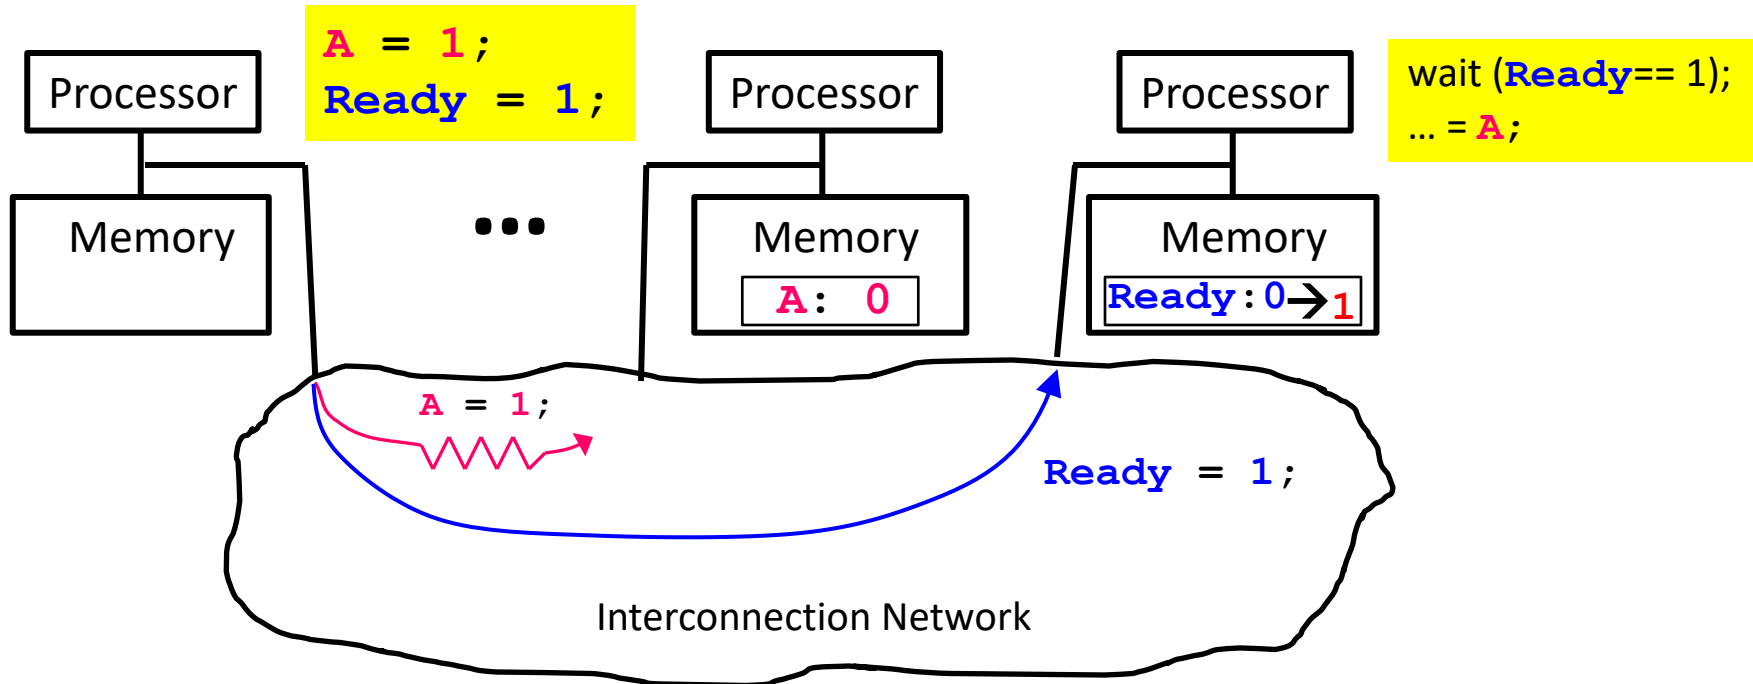 Processor
A = 1;
Ready = 1;
Processor
Processor
wait (Ready== 1);
… = A;
Memory
...
Memory
A: 0
Memory
Ready:0→1
A = 1;
Ready = 1;
Interconnection Network